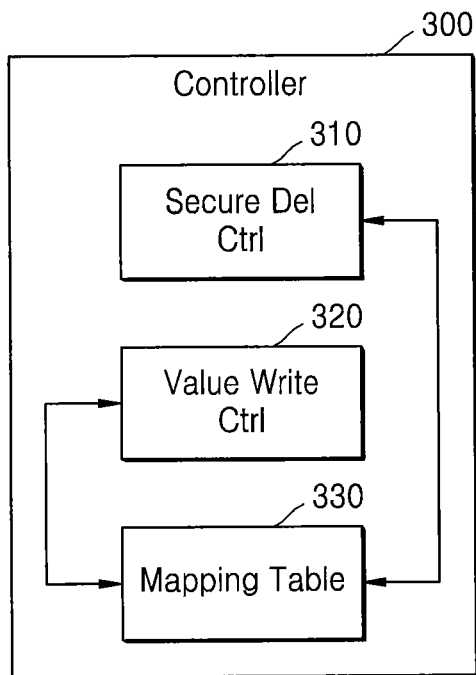 300
Controller
310
Secure Del
Ctrl
320
Value Write
Ctrl
330
Mapping Table